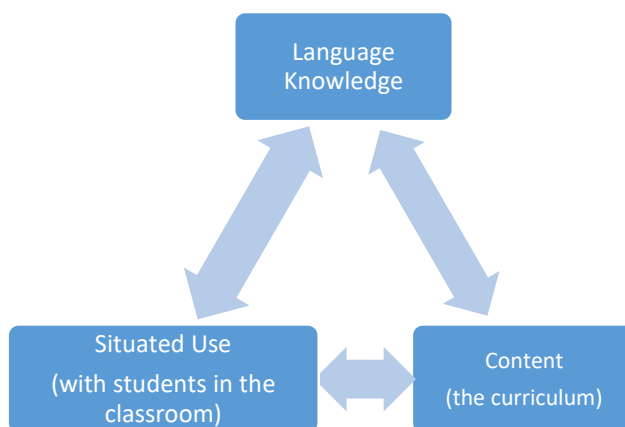 Language
Knowledge
Situated Use
(with students in the
classroom)
Content
(the curriculum)